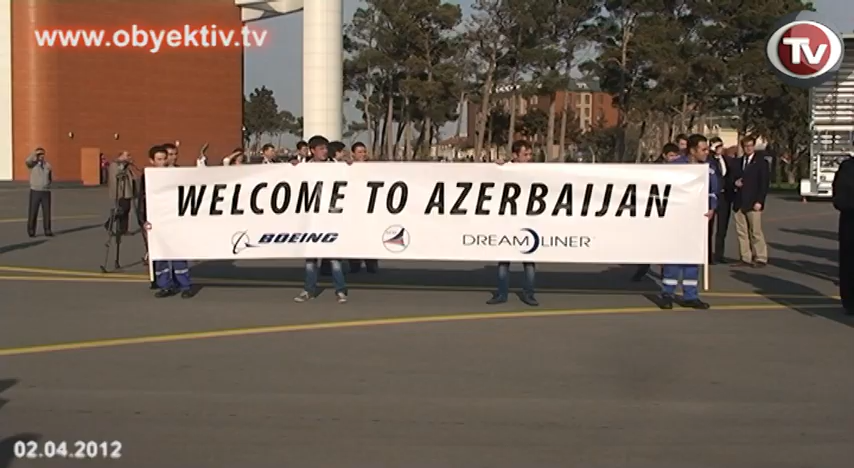 www.obyektiv.tv
TV
WELCOME TO AZERBAIJAN
BOEING
DREAMLINER
02.04.2012